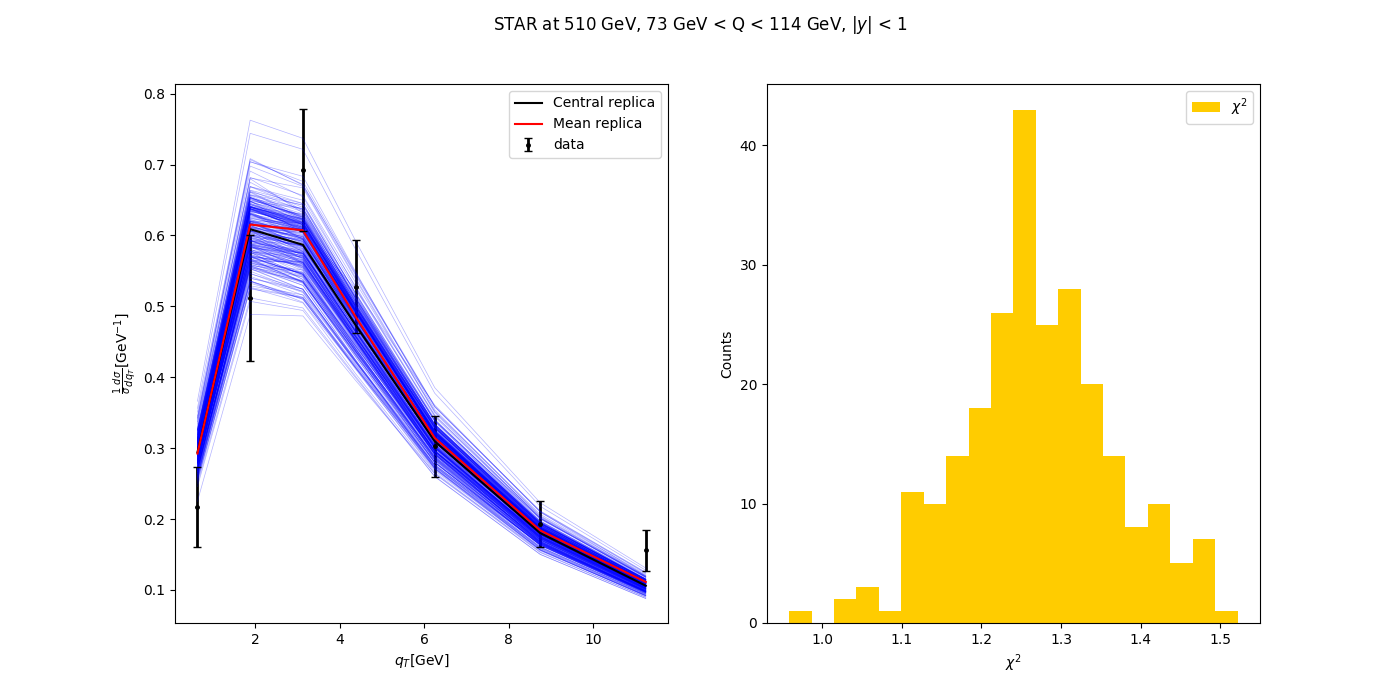 STAR at 510 GeV, 73 GeV < Q < 114 GeV, |y| < 1
0.8
0.7
0.6
0.5
0.4
0.3
0.2
0.1
1/σ dσ/dq_T [GeV⁻¹]
2 4 6 8 10
q_T[GeV]
Central replica
Mean replica
data
40
30
20
10
0
Counts
1.0 1.1 1.2 1.3 1.4 1.5
χ²
χ²